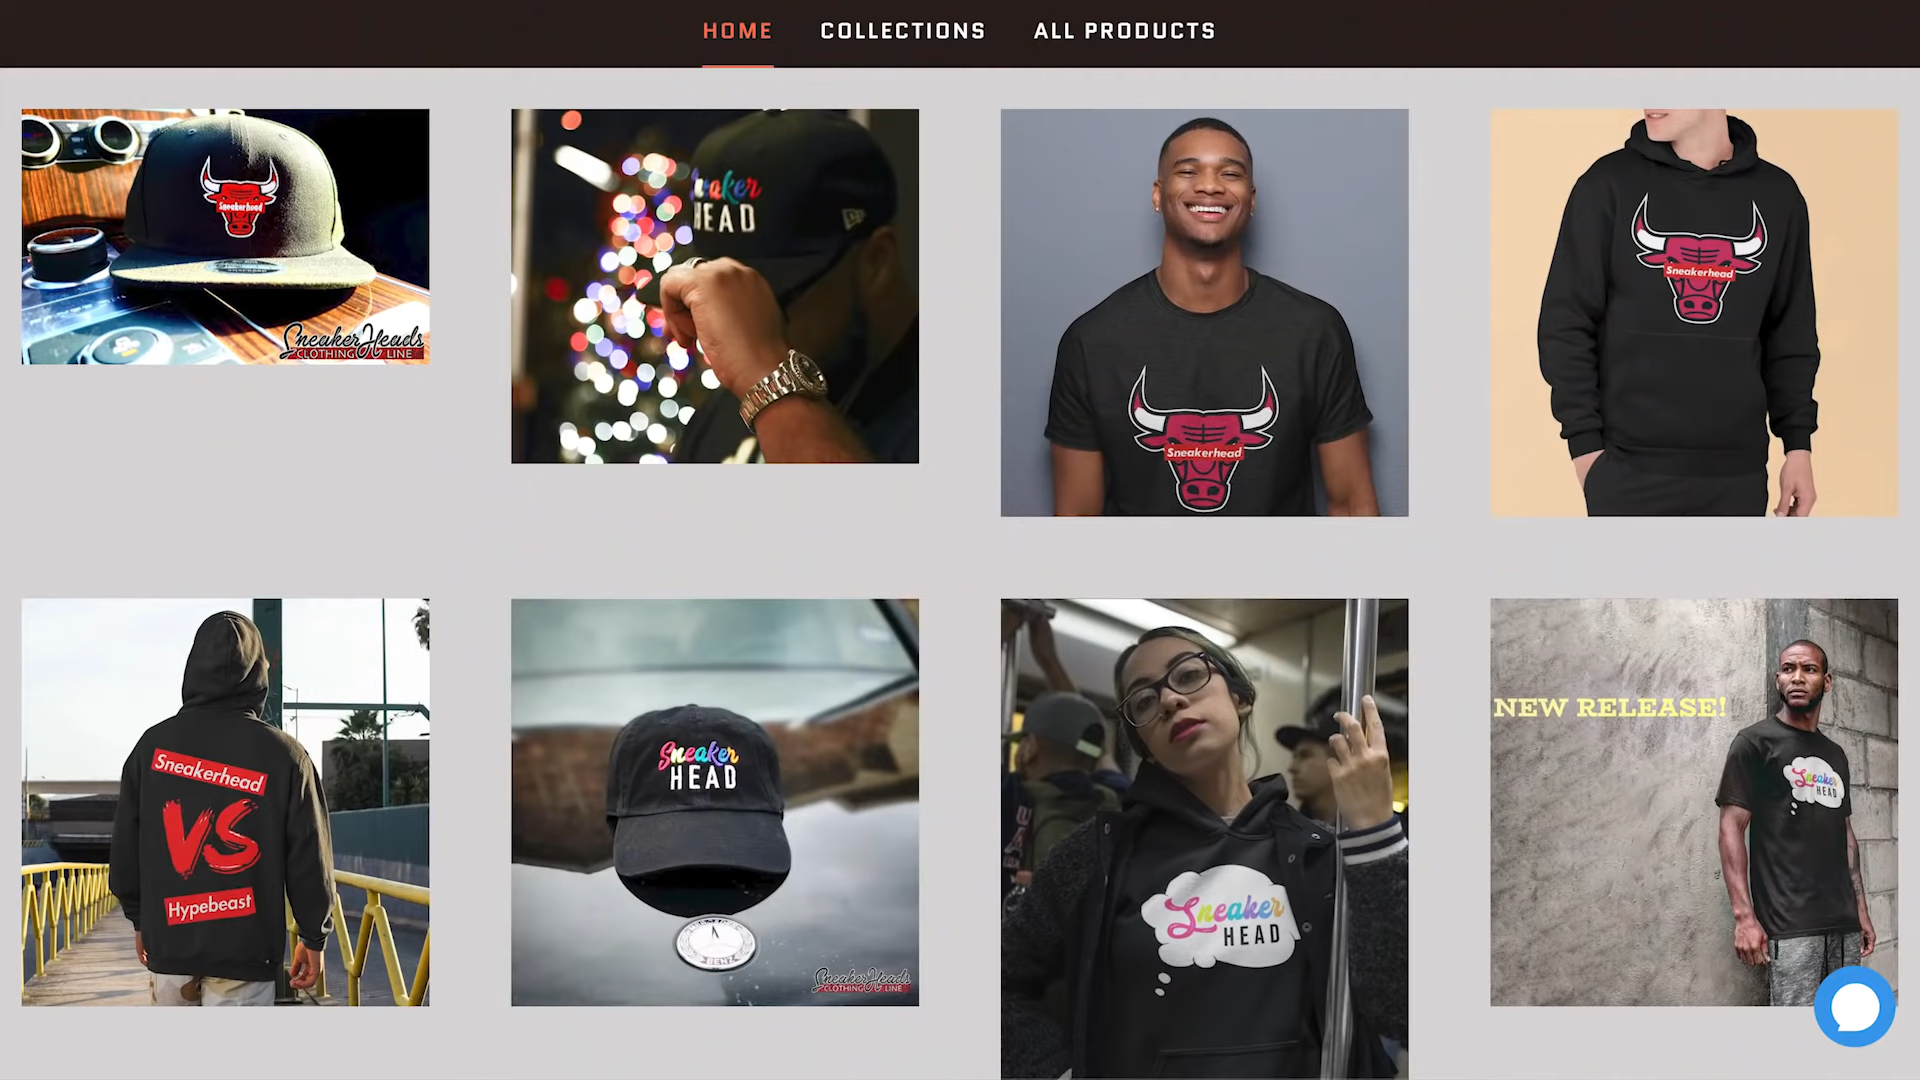 HOME COLLECTIONS ALL PRODUCTS
Sneakerhead
SneakerHeads
CLOTHING LINE
HEAD
Sneakerhead
Sneakerhead
Sneakerhead
VS
Hypebeast
Sneaker
HEAD
BENZ
SneakerHeads
CLOTHING LINE
Sneaker
HEAD
NEW RELEASE!
Sneaker
HEAD